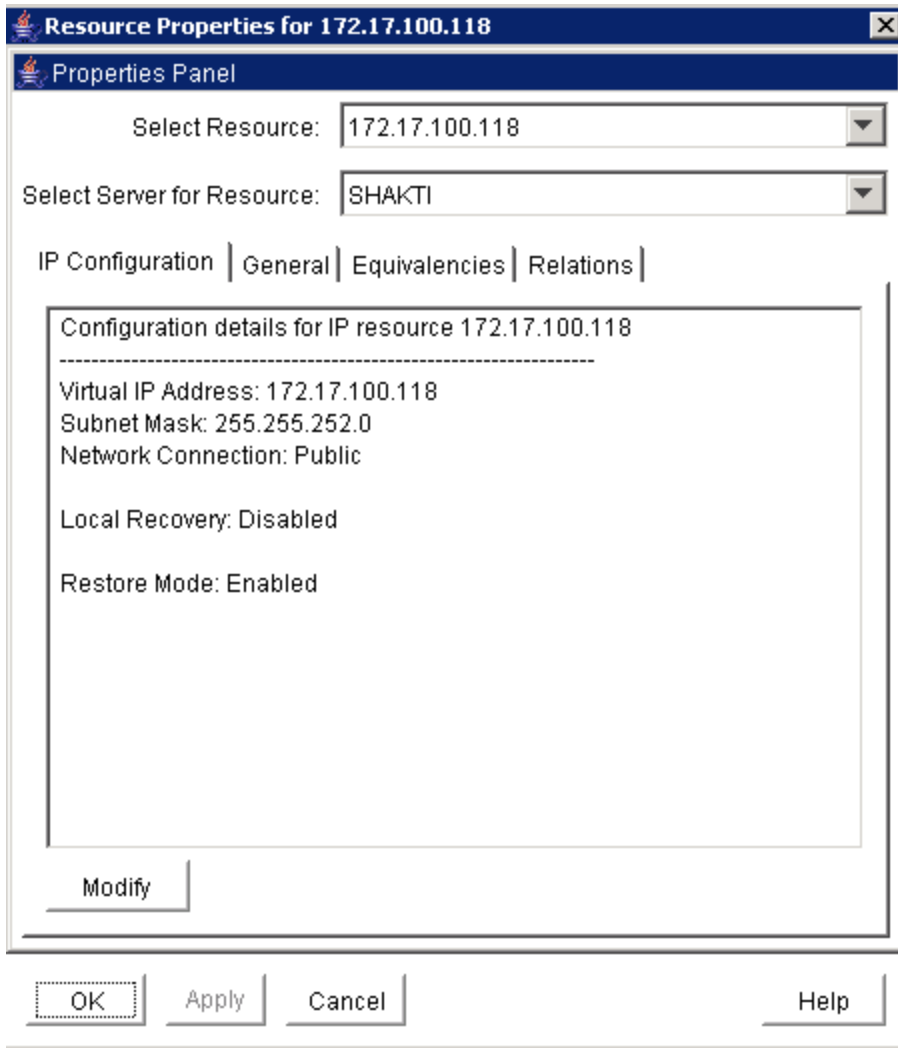 Resource Properties for 172.17.100.118
Properties Panel
Select Resource: 172.17.100.118
Select Server for Resource: SHAKTI
IP Configuration General Equivalencies Relations
Configuration details for IP resource 172.17.100.118
-------------------------------------------------------------------
Virtual IP Address: 172.17.100.118
Subnet Mask: 255.255.252.0
Network Connection: Public
Local Recovery: Disabled
Restore Mode: Enabled
Modify
OK Apply Cancel Help